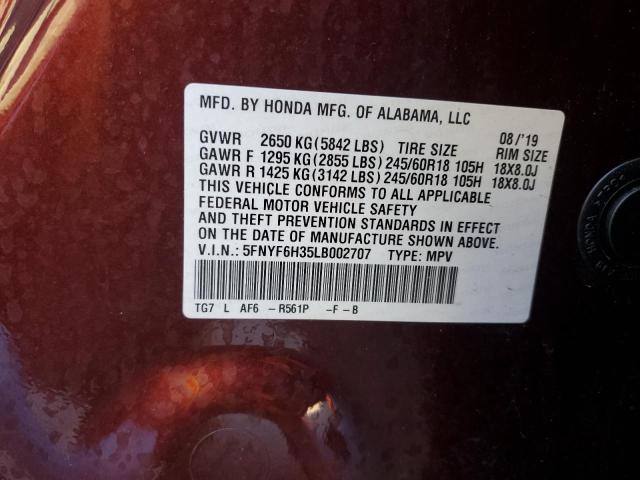 MFD. BY HONDA MFG. OF ALABAMA, LLC
08/'19
GVWR 2650 KG(5842 LBS) TIRE SIZE RIM SIZE
GAWR F 1295 KG(2855 LBS) 245/60R18 105H 18X8.0J
GAWR R 1425 KG(3142 LBS) 245/60R18 105H 18X8.0J
THIS VEHICLE CONFORMS TO ALL APPLICABLE
FEDERAL MOTOR VEHICLE SAFETY
AND THEFT PREVENTION STANDARDS IN EFFECT
ON THE DATE OF MANUFACTURE SHOWN ABOVE.
V.I.N.: 5FNYF6H35LB002707 TYPE: MPV
TG7 L AF6 -R561P -F-B